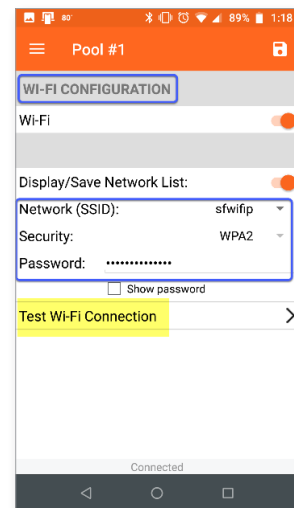 80° 89% 1:18
Pool #1
WI-FI CONFIGURATION
Wi-Fi
Display/Save Network List:
Network (SSID): sfwifip
Security: WPA2
Password: ••••••••••••••
Show password
Test Wi-Fi Connection
Connected